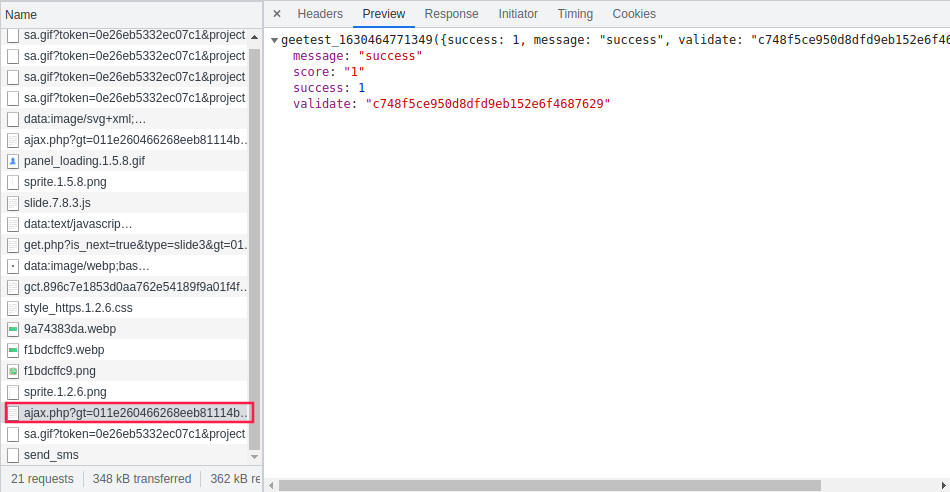 Name
sa.gif?token=0e26eb5332ec07c1&project
sa.gif?token=0e26eb5332ec07c1&project
sa.gif?token=0e26eb5332ec07c1&project
sa.gif?token=0e26eb5332ec07c1&project
data:image/svg+xml;…
ajax.php?gt=011e260466268eeb81114b…
panel_loading.1.5.8.gif
sprite.1.5.8.png
slide.7.8.3.js
data:text/javascrip…
get.php?is_next=true&type=slide3&gt=01…
data:image/webp;bas…
gct.896c7e1853d0aa762e54189f9a01f4f…
style_https.1.2.6.css
9a74383da.webp
f1bdcffc9.webp
f1bdcffc9.png
sprite.1.2.6.png
ajax.php?gt=011e260466268eeb81114b…
sa.gif?token=0e26eb5332ec07c1&project
send_sms
21 requests 348 kB transferred 362 kB re
× Headers Preview Response Initiator Timing Cookies
geetest_1630464771349({success: 1, message: "success", validate: "c748f5ce950d8dfd9eb152e6f46
message: "success"
score: "1"
success: 1
validate: "c748f5ce950d8dfd9eb152e6f4687629"